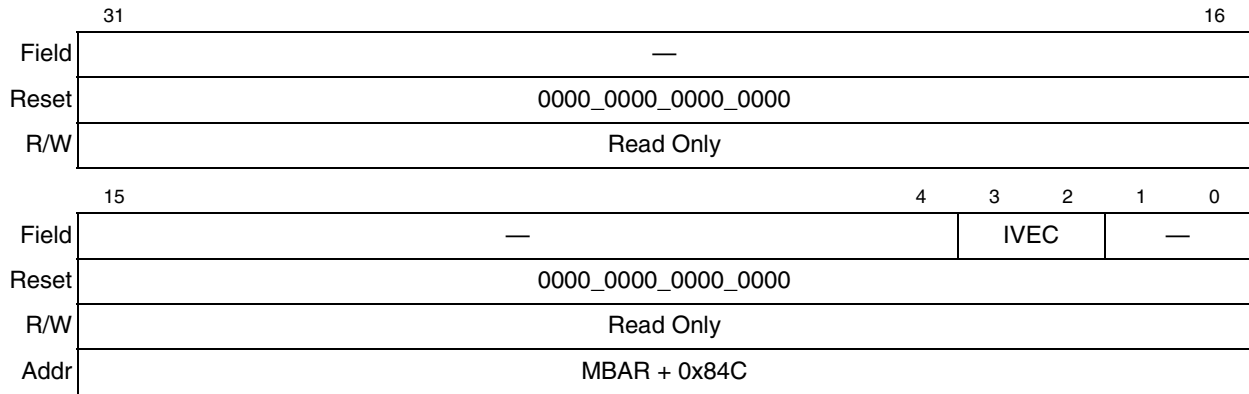 31 16
Field —
Reset 0000_0000_0000_0000
R/W Read Only
15 4 3 2 1 0
Field — IVEC —
Reset 0000_0000_0000_0000
R/W Read Only
Addr MBAR + 0x84C